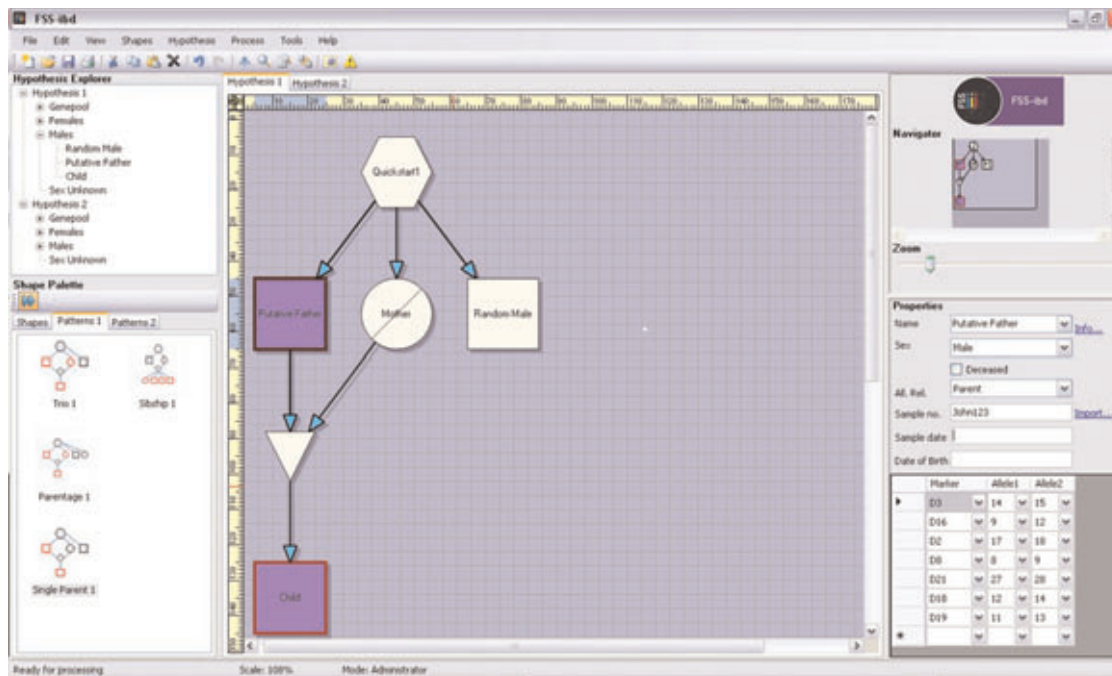 FSS-ibd
File Edit View Shapes Hypothesis Process Tools Help
Hypothesis Explorer
Hypothesis 1
Genepool
Females
Males
Random Male
Putative Father
Child
Sex Unknown
Hypothesis 2
Genepool
Females
Males
Sex Unknown
Shape Palette
Shapes Patterns 1 Patterns 2
Trio 1 Sibship 1
Parentage 1
Single Parent 1
Hypothesis 1 Hypothesis 2
Quickstart1
Putative Father Mother Random Male
Child
FSS FSS-ibd
Navigator
Zoom
Properties
Name Putative Father Info...
Sex Male
Deceased
All. Rel. Parent
Sample no. John123 Import...
Sample date
Date of Birth
Marker Allele1 Allele2
D3 14 15
D16 9 12
D2 17 18
D8 8 9
D21 27 28
D18 12 14
D19 11 13
Ready for processing Scale: 108% Mode: Administrator